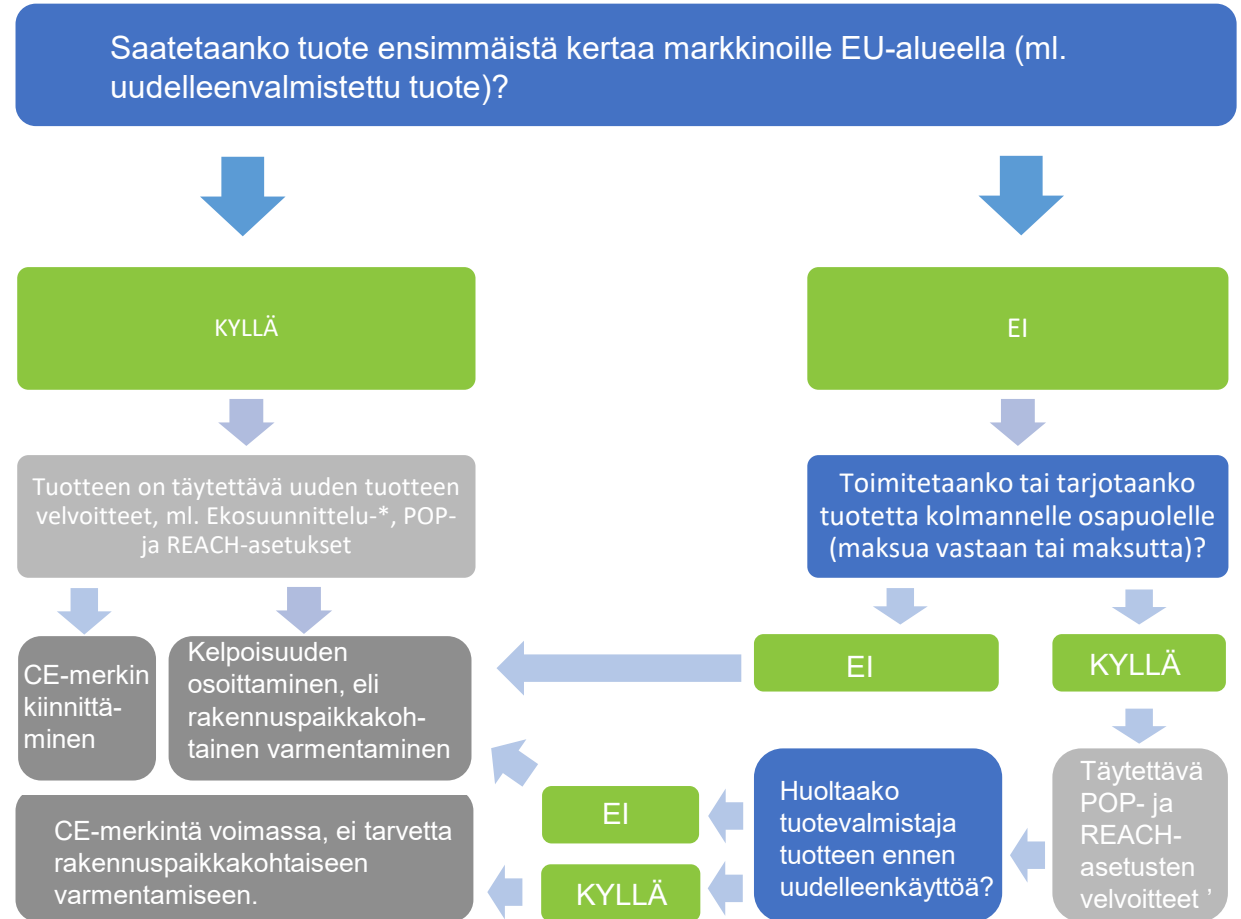 Saatetaanko tuote ensimmäistä kertaa markkinoille EU-alueella (ml.
uudelleenvalmistettu tuote)?
KYLLÄ
EI
Tuotteen on täytettävä uuden tuotteen
velvoitteet, ml. Ekosuunnittelu-*, POP-
ja REACH-asetukset
Toimitetaanko tai tarjotaanko
tuotetta kolmannelle osapuolelle
(maksua vastaan tai maksutta)?
CE-merkin
kiinnittä-
minen
Kelpoisuuden
osoittaminen, eli
rakennuspaikkakoh-
tainen varmentaminen
EI
KYLLÄ
Täytettävä
POP- ja
REACH-
asetusten
velvoitteet ’
Huoltaako
tuotevalmistaja
tuotteen ennen
uudelleenkäyttöä?
EI
KYLLÄ
CE-merkintä voimassa, ei tarvetta
rakennuspaikkakohtaiseen
varmentamiseen.